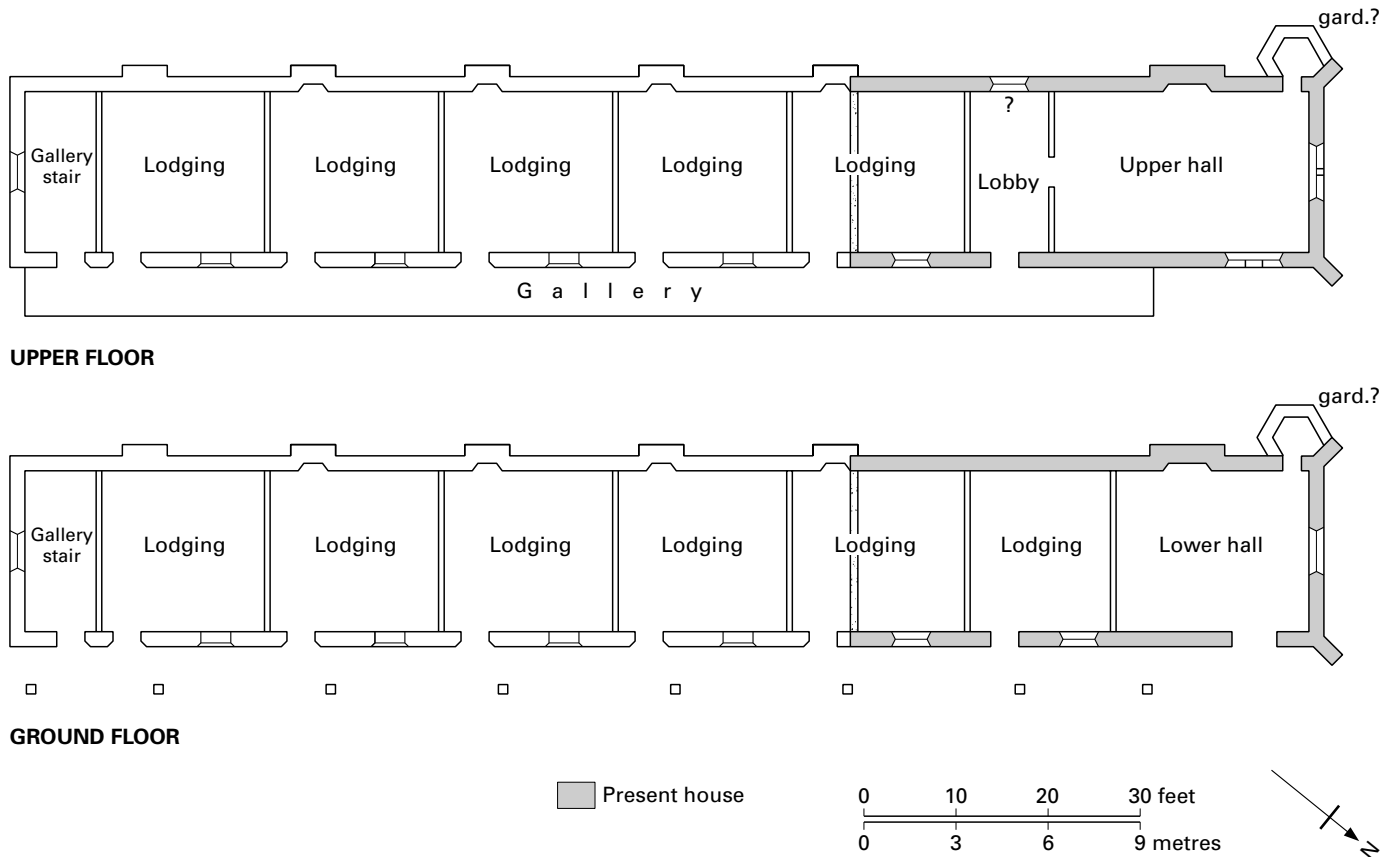 gard.?
?
Gallery
stair
Lodging
Lodging
Lodging
Lodging
Lodging
Lobby
Upper hall
Gallery
UPPER FLOOR
gard.?
Gallery
stair
Lodging
Lodging
Lodging
Lodging
Lodging
Lodging
Lower hall
GROUND FLOOR
Present house
0 10 20 30 feet
0 3 6 9 metres
N